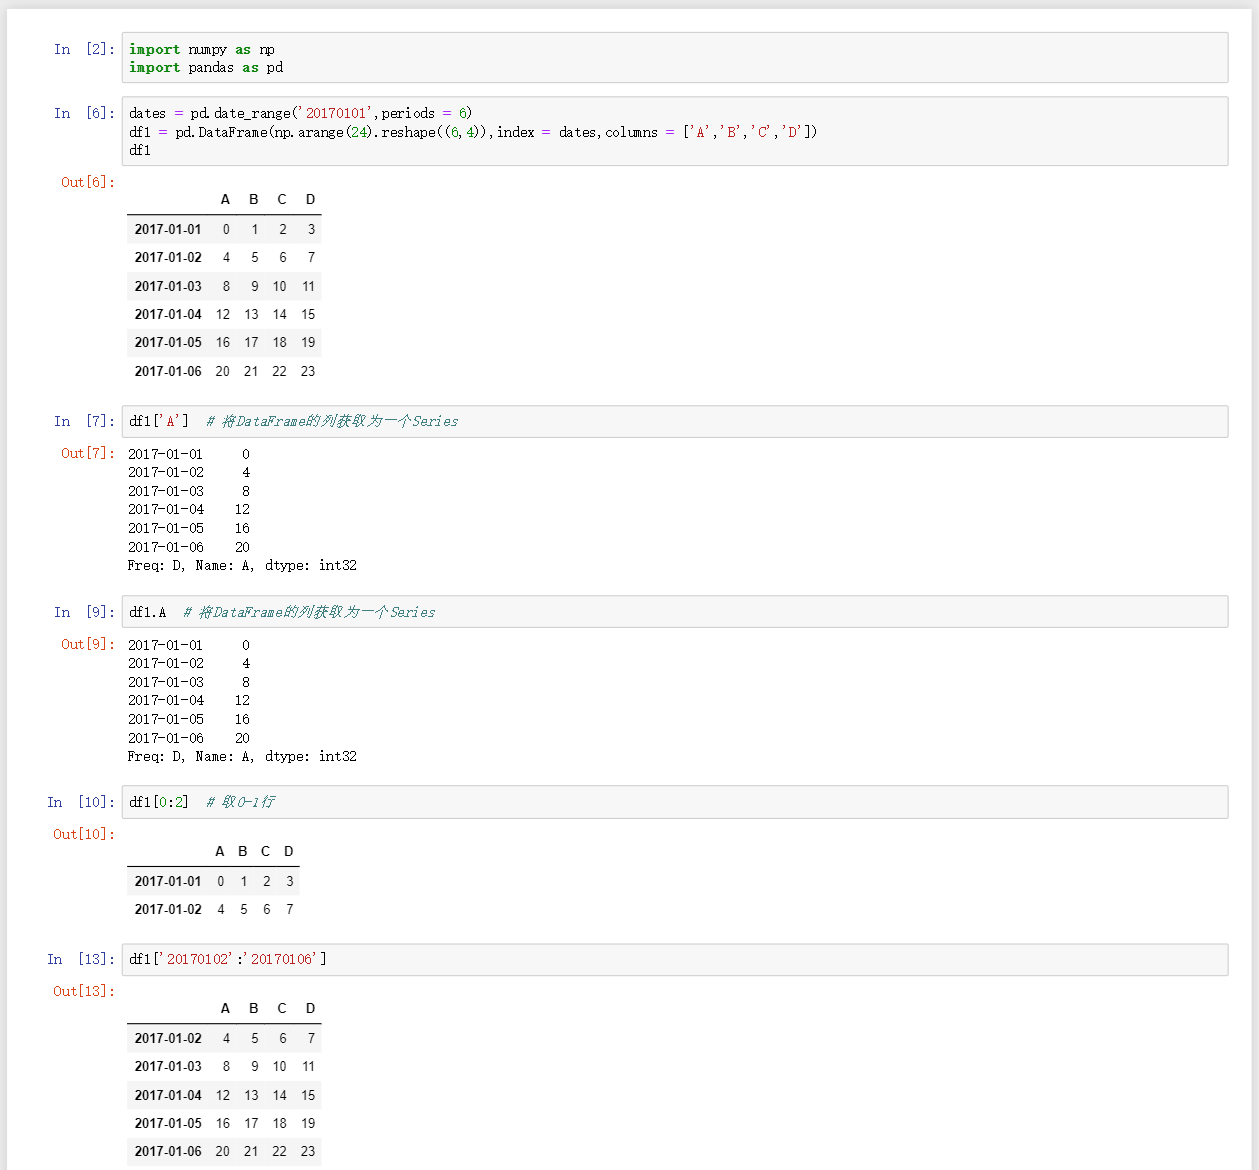 In [2]: import numpy as np
import pandas as pd
In [6]: dates = pd.date_range('20170101',periods = 6)
df1 = pd.DataFrame(np.arange(24).reshape((6,4)),index = dates,columns = ['A','B','C','D'])
df1
Out[6]:
A B C D
2017-01-01 0 1 2 3
2017-01-02 4 5 6 7
2017-01-03 8 9 10 11
2017-01-04 12 13 14 15
2017-01-05 16 17 18 19
2017-01-06 20 21 22 23
In [7]: df1['A'] # 将DataFrame的列获取为一个Series
Out[7]: 2017-01-01 0
2017-01-02 4
2017-01-03 8
2017-01-04 12
2017-01-05 16
2017-01-06 20
Freq: D, Name: A, dtype: int32
In [9]: df1.A # 将DataFrame的列获取为一个Series
Out[9]: 2017-01-01 0
2017-01-02 4
2017-01-03 8
2017-01-04 12
2017-01-05 16
2017-01-06 20
Freq: D, Name: A, dtype: int32
In [10]: df1[0:2] # 取0-1行
Out[10]:
A B C D
2017-01-01 0 1 2 3
2017-01-02 4 5 6 7
In [13]: df1['20170102':'20170106']
Out[13]:
A B C D
2017-01-02 4 5 6 7
2017-01-03 8 9 10 11
2017-01-04 12 13 14 15
2017-01-05 16 17 18 19
2017-01-06 20 21 22 23